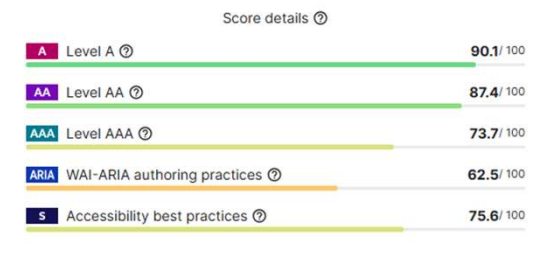 Score details ?
A Level A ? 90.1/ 100
AA Level AA ? 87.4/ 100
AAA Level AAA ? 73.7/ 100
ARIA WAI-ARIA authoring practices ? 62.5/ 100
S Accessibility best practices ? 75.6/ 100